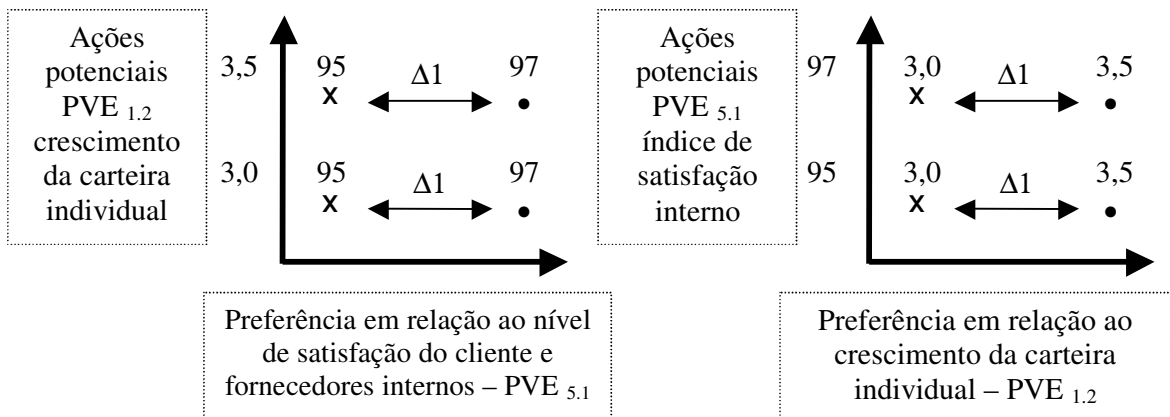 Ações
potenciais
PVE 1.2
crescimento
da carteira
individual
3,5 95 Δ1 97
x •
3,0 95 Δ1 97
x •
Preferência em relação ao nível
de satisfação do cliente e
fornecedores internos – PVE 5.1
Ações
potenciais
PVE 5.1
índice de
satisfação
interno
97 3,0 Δ1 3,5
x •
95 3,0 Δ1 3,5
x •
Preferência em relação ao
crescimento da carteira
individual – PVE 1.2